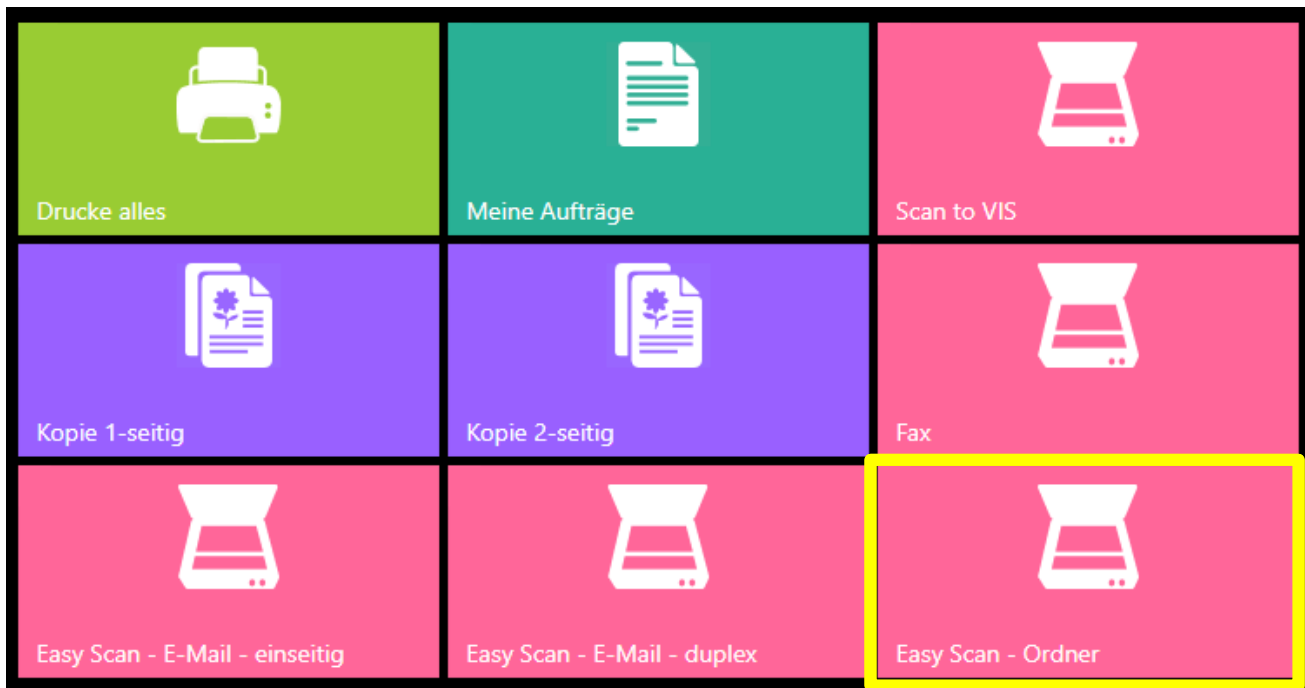 Drucke alles
Meine Aufträge
Scan to VIS
Kopie 1-seitig
Kopie 2-seitig
Fax
Easy Scan - E-Mail - einseitig
Easy Scan - E-Mail - duplex
Easy Scan - Ordner